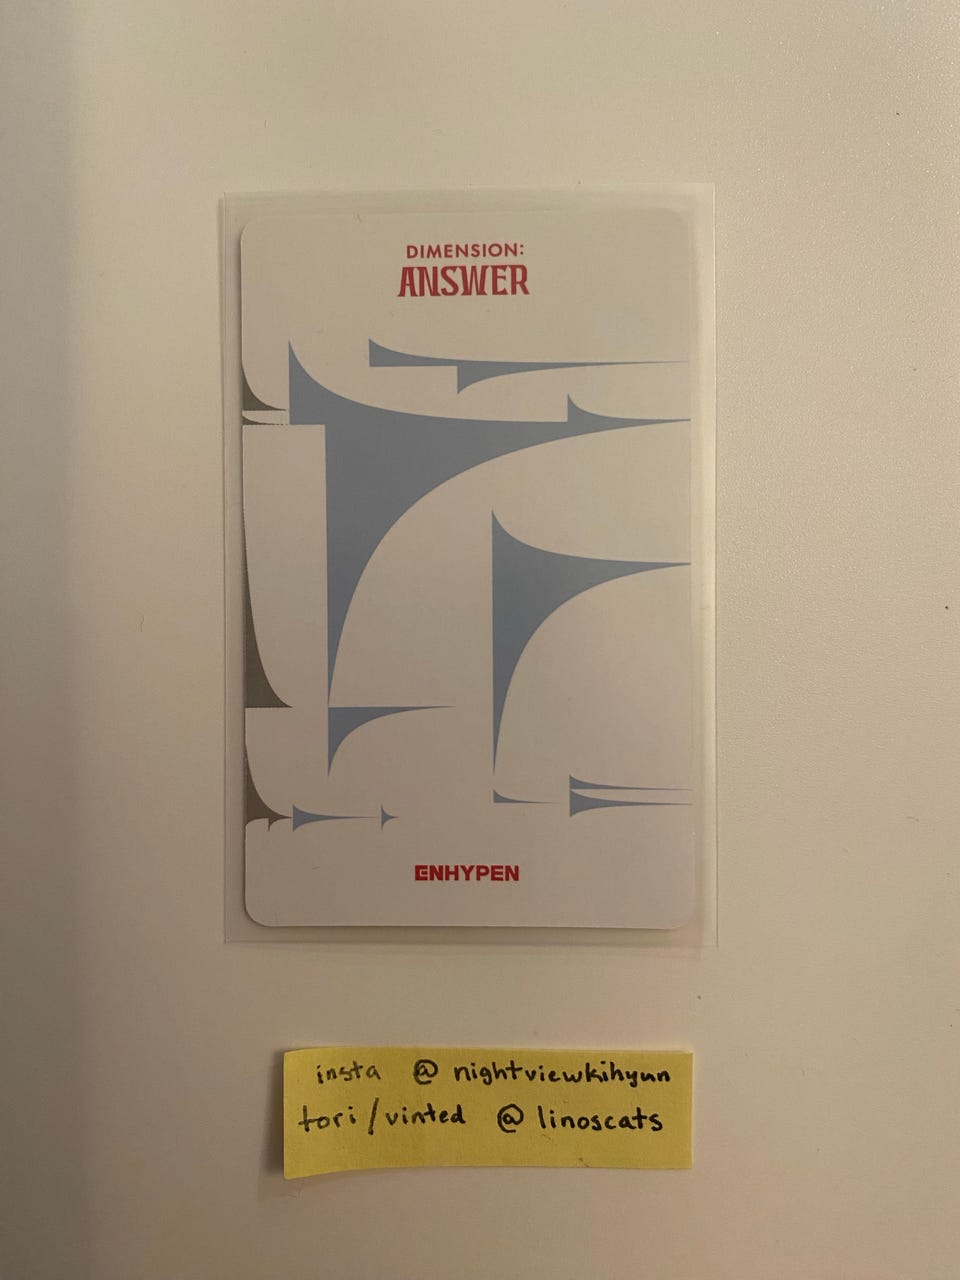 DIMENSION:
ANSWER
ENHYPEN
insta @ nightviewkihyun
tori/vinted @ linoscats